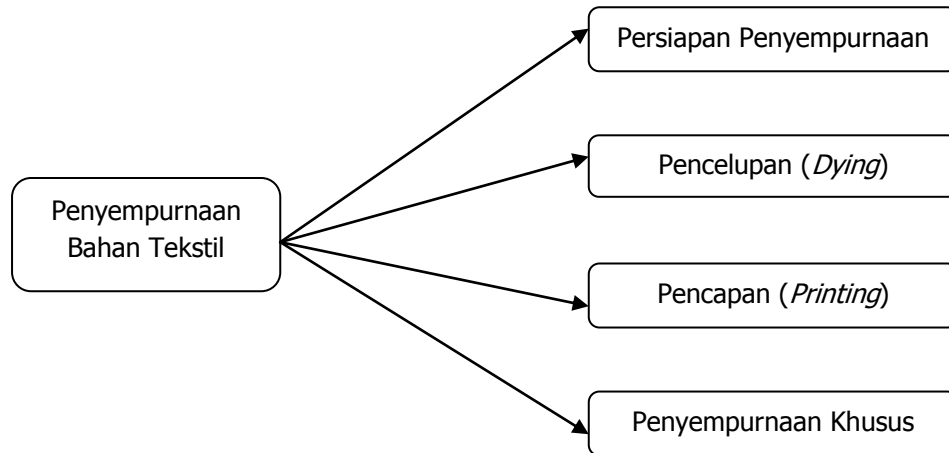 Persiapan Penyempurnaan
Pencelupan (Dying)
Penyempurnaan
Bahan Tekstil
Pencapan (Printing)
Penyempurnaan Khusus